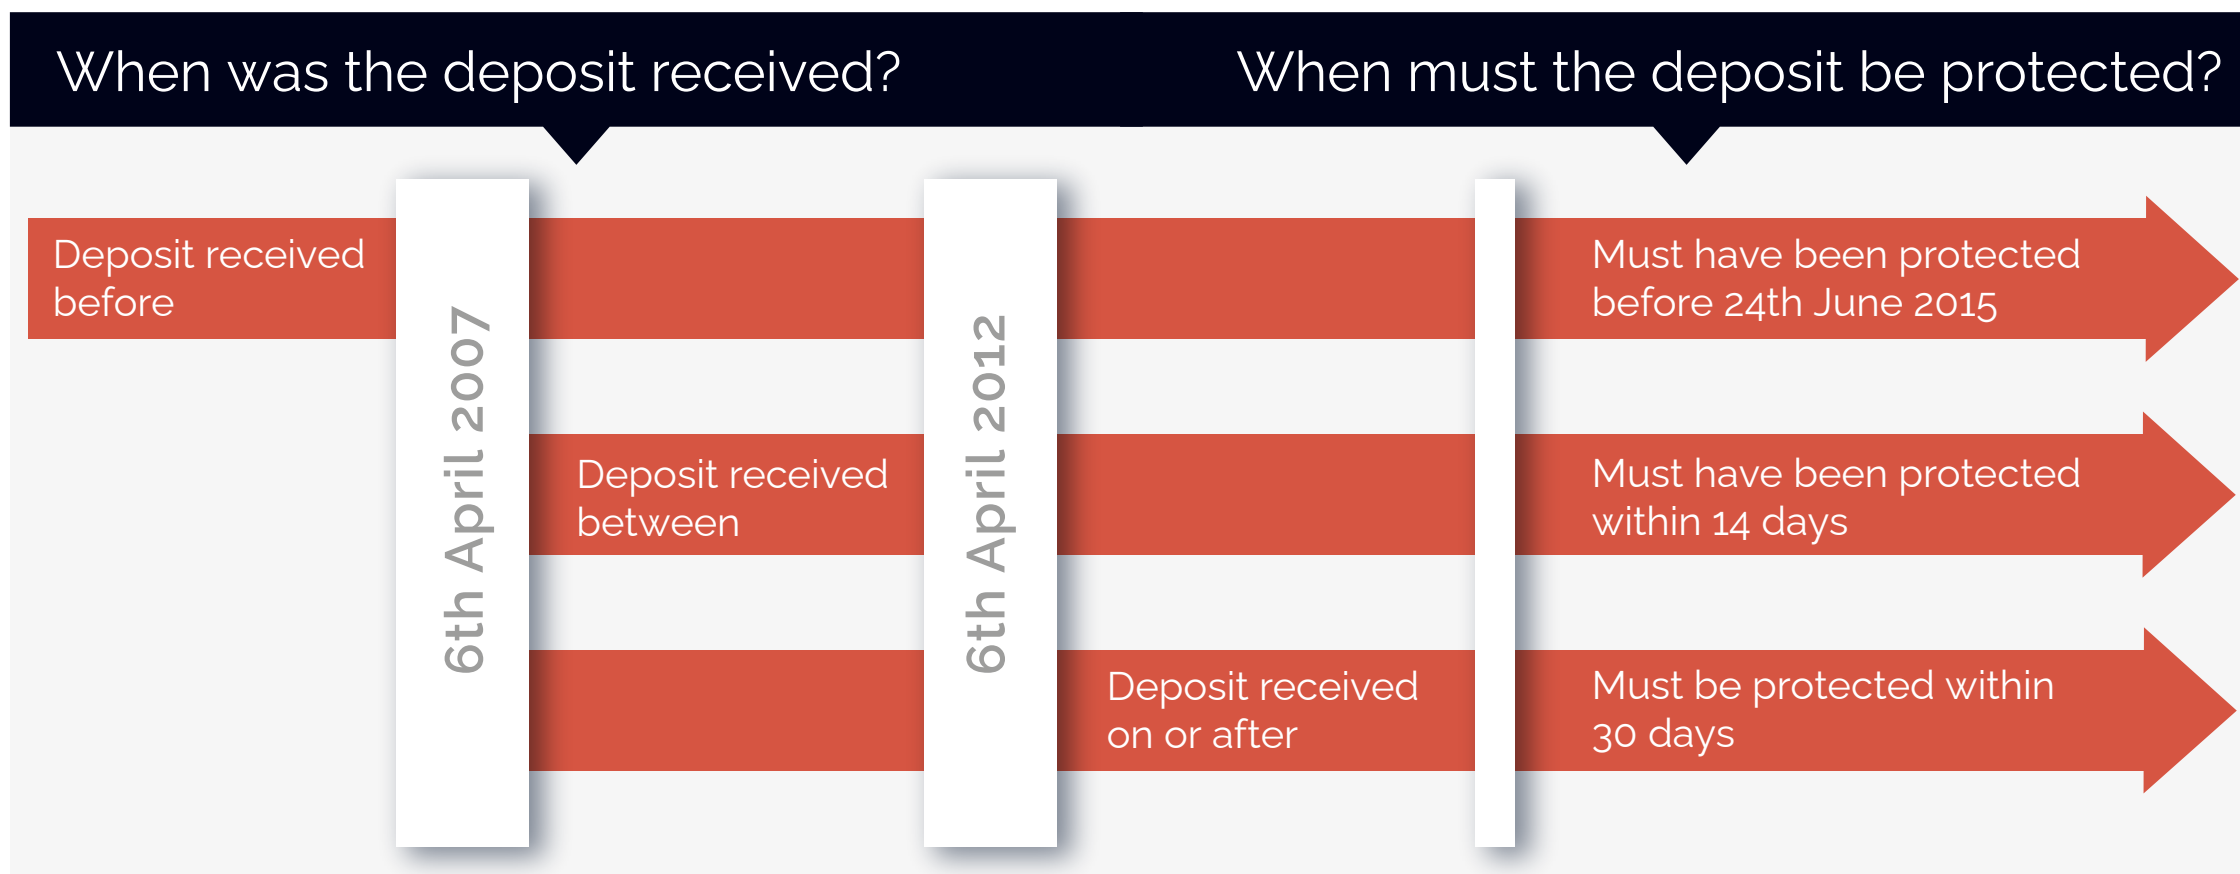 When was the deposit received?
When must the deposit be protected?
Deposit received
before
6th April 2007
6th April 2012
Must have been protected
before 24th June 2015
Deposit received
between
Must have been protected
within 14 days
Deposit received
on or after
Must be protected within
30 days